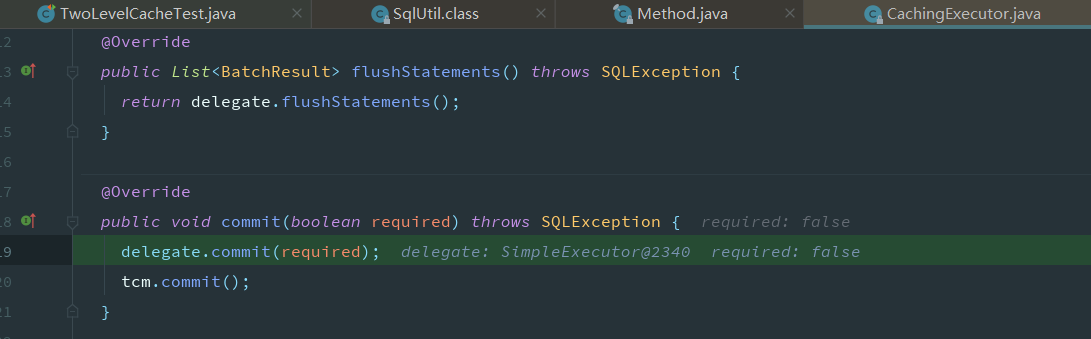 TwoLevelCacheTest.java × SqlUtil.class × Method.java × CachingExecutor.java
12 @Override
13 public List<BatchResult> flushStatements() throws SQLException {
14 return delegate.flushStatements();
15 }
16
17 @Override
18 public void commit(boolean required) throws SQLException { required: false
19 delegate.commit(required); delegate: SimpleExecutor@2340 required: false
20 tcm.commit();
21 }